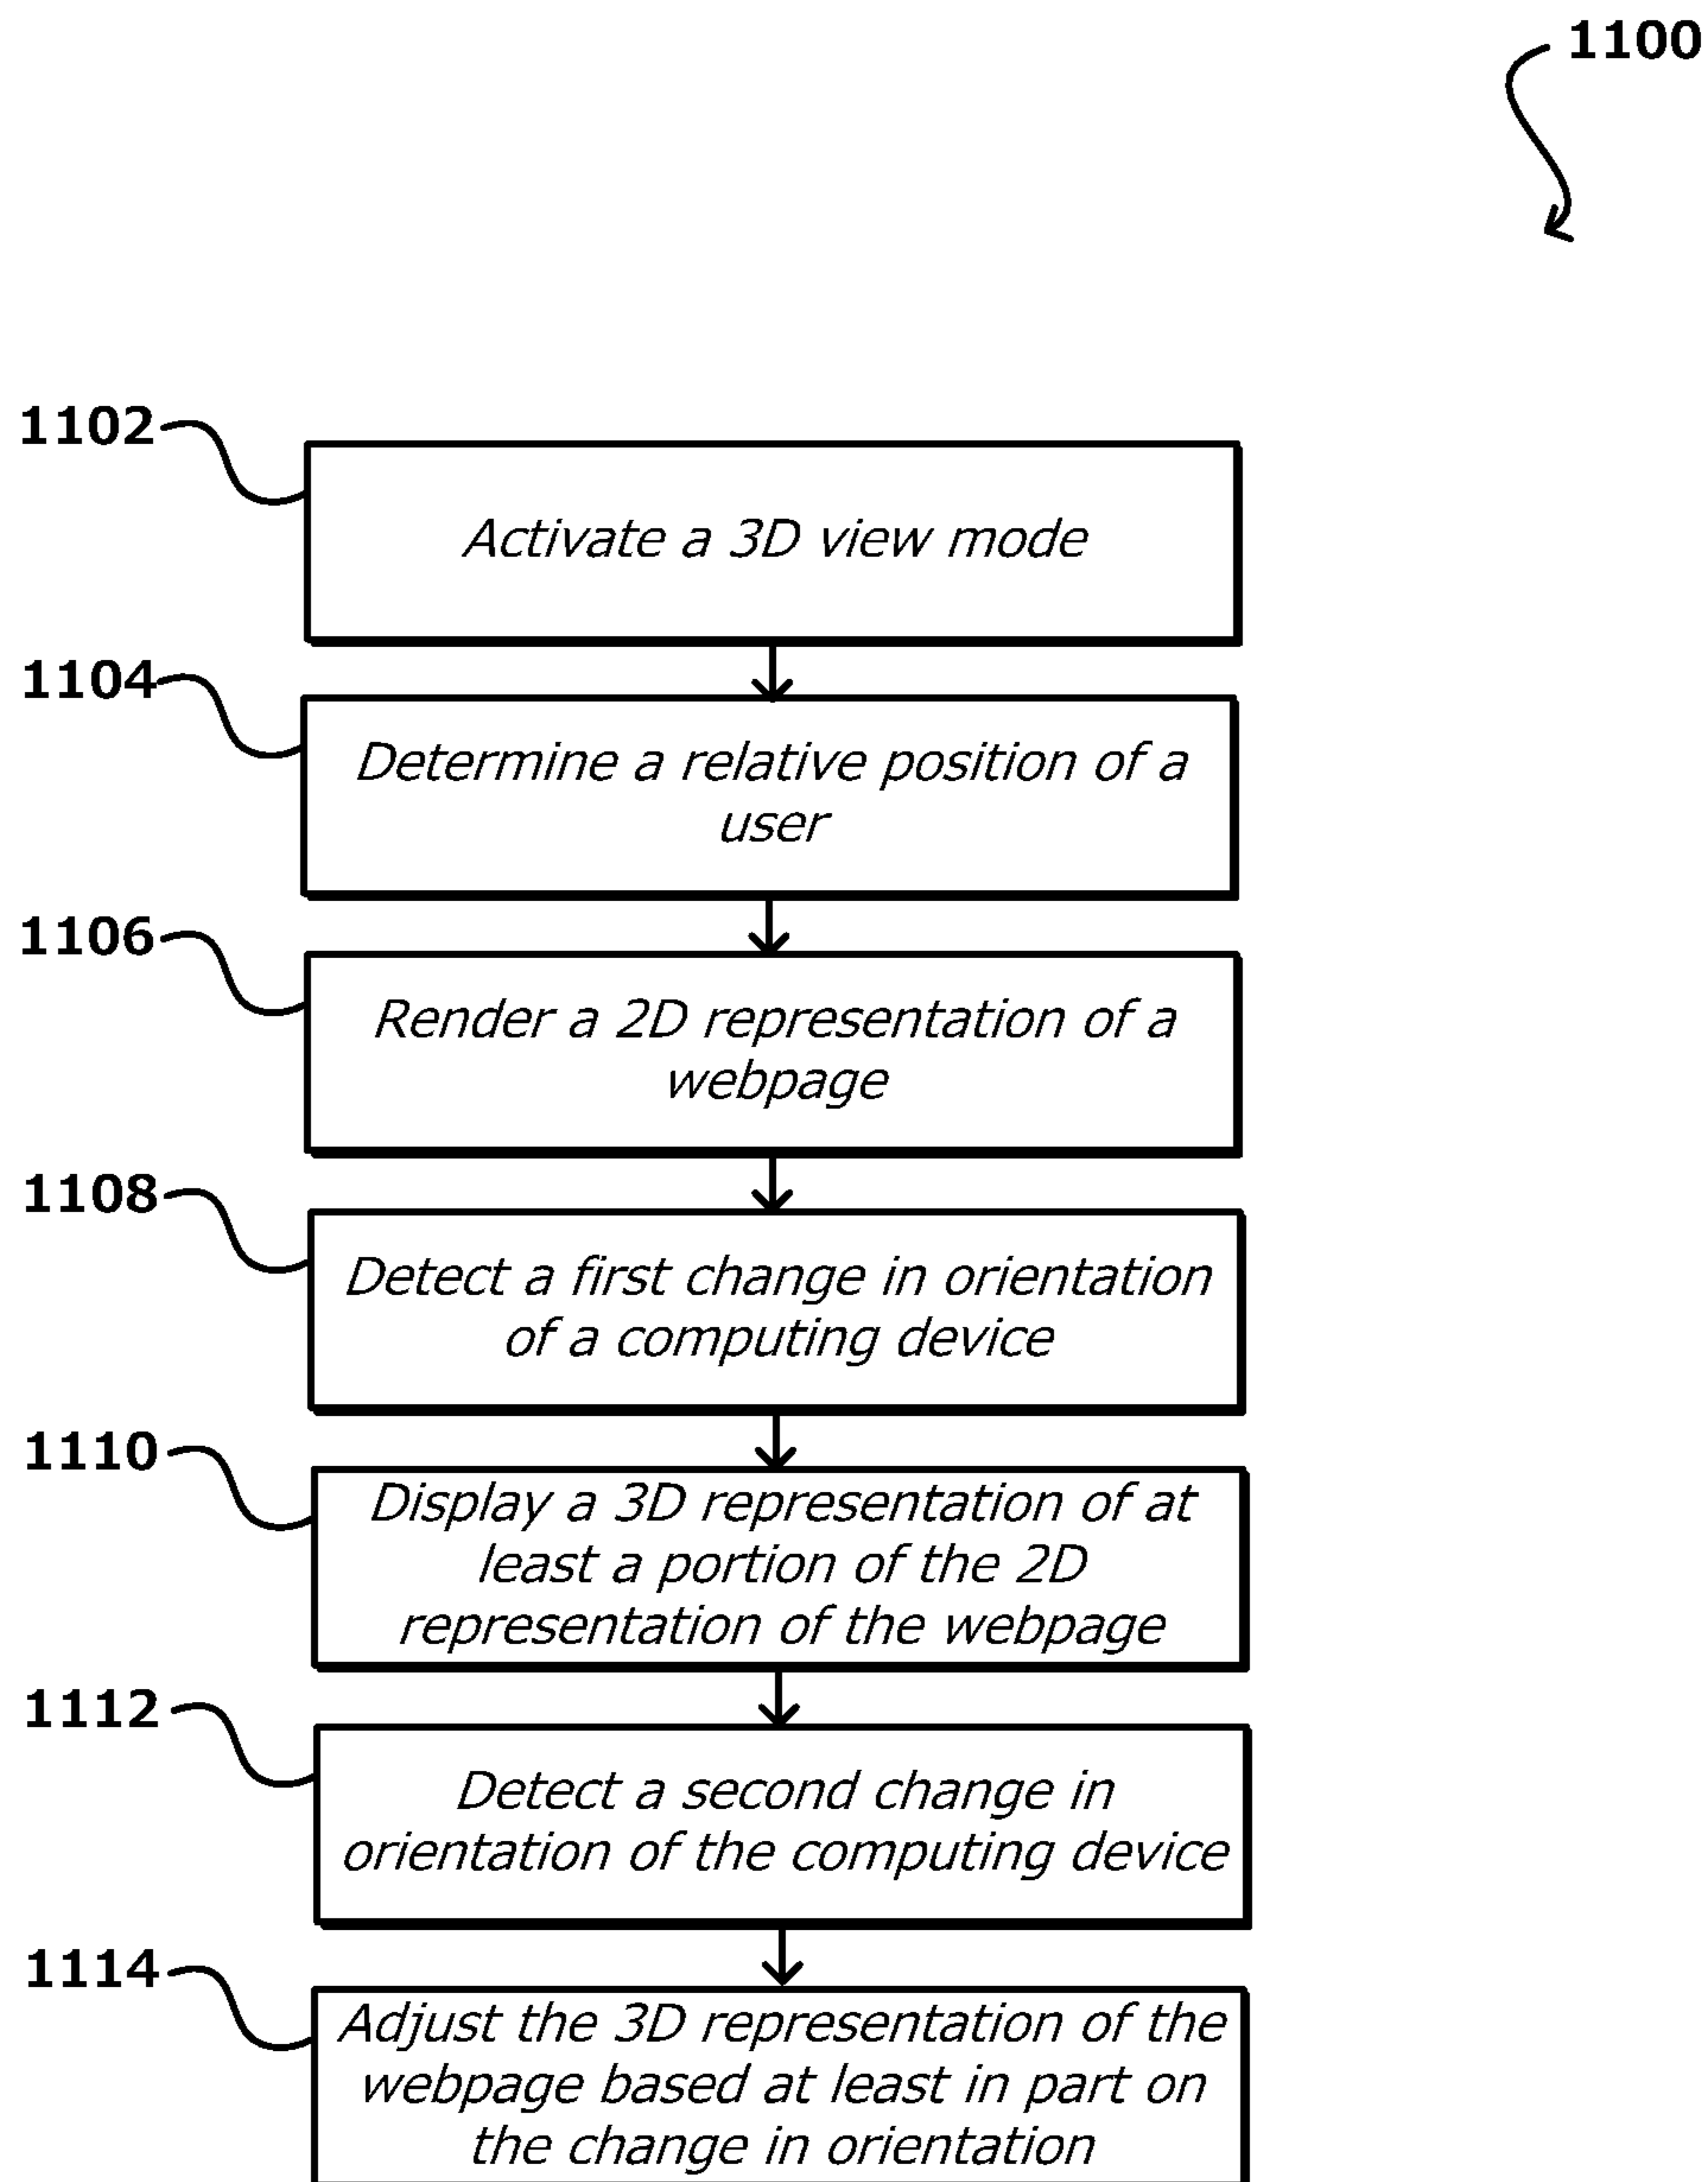 1100
1102
Activate a 3D view mode
1104
Determine a relative position of a
user
1106
Render a 2D representation of a
webpage
1108
Detect a first change in orientation
of a computing device
1110
Display a 3D representation of at
least a portion of the 2D
representation of the webpage
1112
Detect a second change in
orientation of the computing device
1114
Adjust the 3D representation of the
webpage based at least in part on
the change in orientation